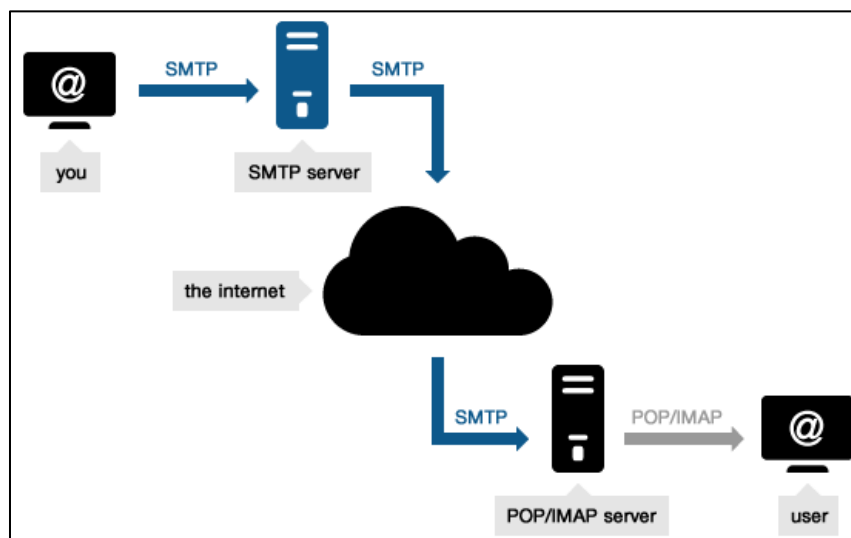 @
SMTP
SMTP
you
SMTP server
the internet
SMTP
POP/IMAP
@
POP/IMAP server
user